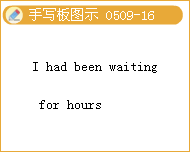 手写板图示 0509-16
I had been waiting
for hours